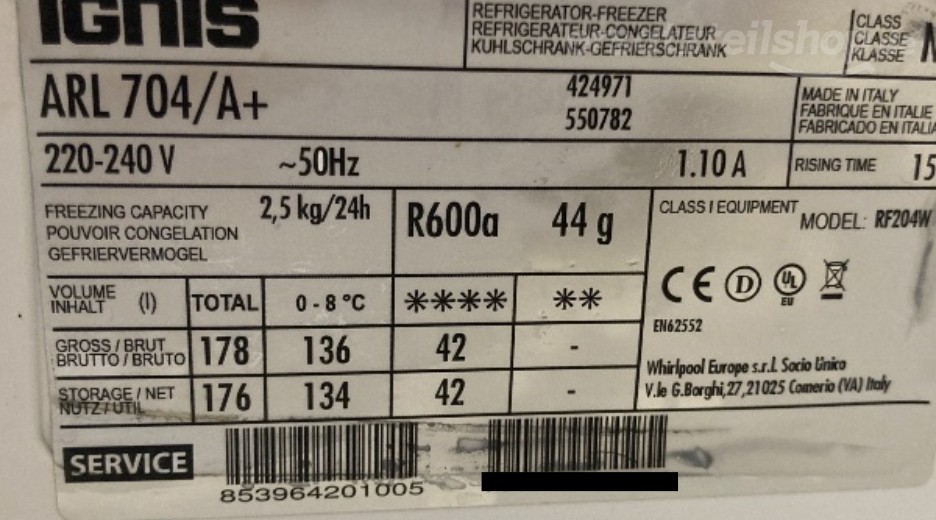 IGNIS
REFRIGERATOR-FREEZER
REFRIGERATEUR-CONGELATEUR
KUHLSCHRANK-GEFRIERSCHRANK
CLASS
CLASSE
KLASSE
N
ARL 704/A+
424971
550782
MADE IN ITALY
FABRIQUE EN ITALIE
FABRICADO EN ITALIA
220-240 V ~50Hz 1.10 A
RISING TIME 15
FREEZING CAPACITY 2,5 kg/24h
POUVOIR CONGELATION
GEFRIERVERMOGEL
R600a 44 g
CLASS I EQUIPMENT
MODEL: RF204W
CE D UL
EU
EN62552
Whirlpool Europe s.r.l. Socio Unico
V.le G.Borghi,27,21025 Comerio (VA) Italy
VOLUME
INHALT (l) TOTAL 0 - 8 °C ✳✳✳✳ ✳✳
GROSS / BRUT
BRUTTO / BRUTO 178 136 42 -
STORAGE / NET
NUTZ / UTIL 176 134 42 -
SERVICE
853964201005